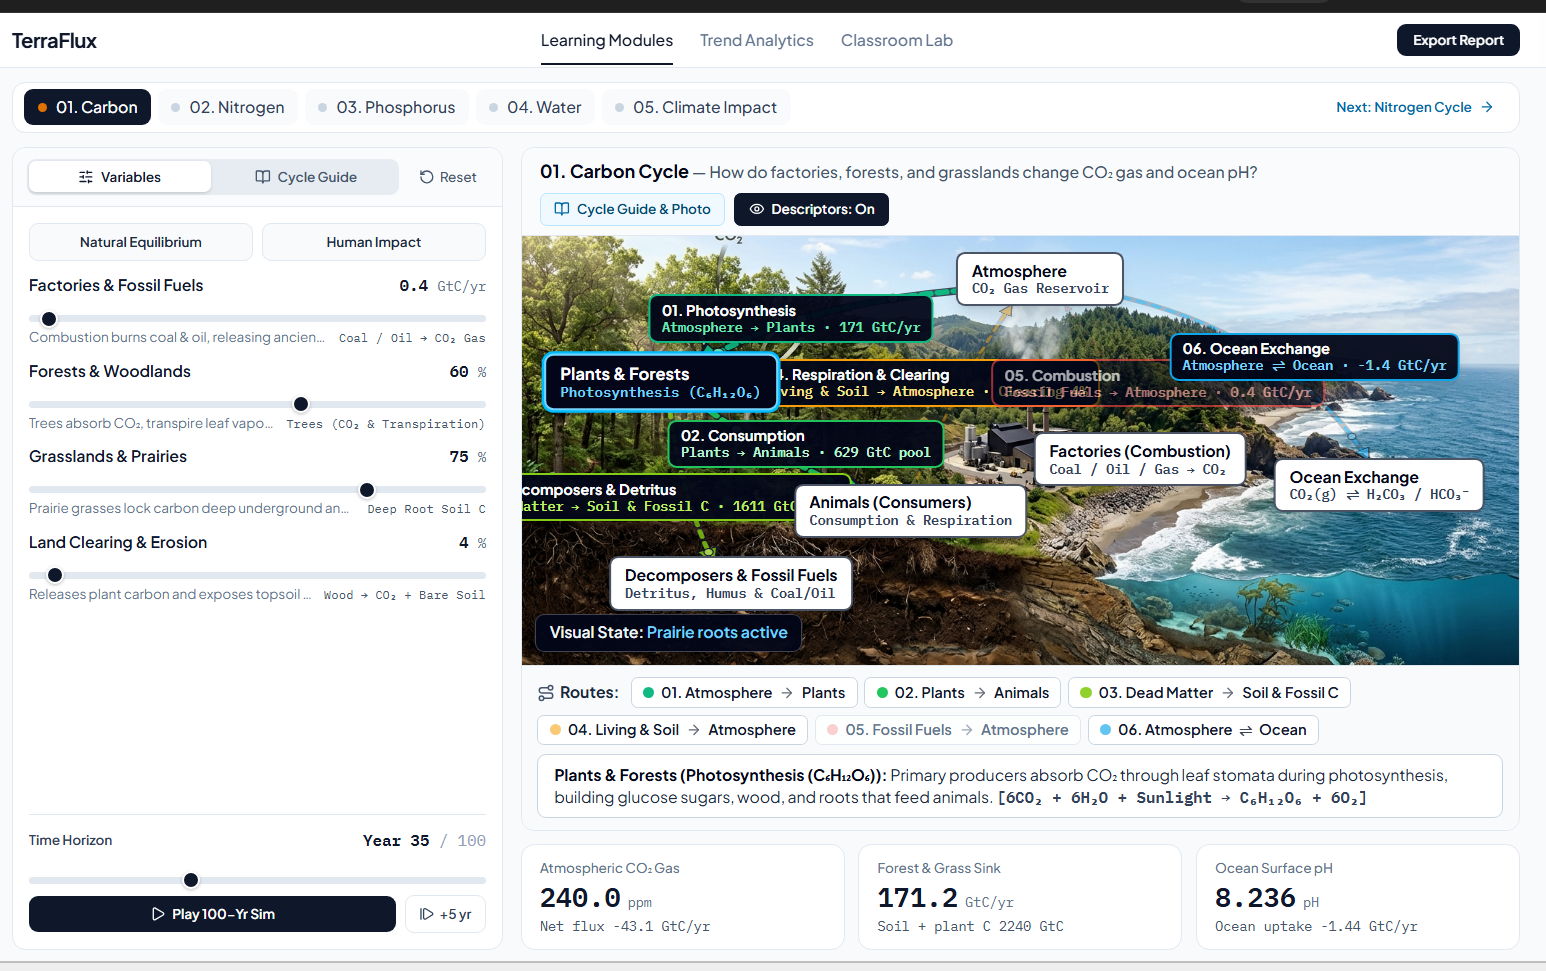 TerraFlux
Learning Modules
Trend Analytics
Classroom Lab
Export Report
01. Carbon
02. Nitrogen
03. Phosphorus
04. Water
05. Climate Impact
Next: Nitrogen Cycle →
Variables
Cycle Guide
Reset
Natural Equilibrium
Human Impact
Factories & Fossil Fuels 0.4 GtC/yr
Combustion burns coal & oil, releasing ancien... Coal / Oil → CO₂ Gas
Forests & Woodlands 60 %
Trees absorb CO₂, transpire leaf vapo... Trees (CO₂ & Transpiration)
Grasslands & Prairies 75 %
Prairie grasses lock carbon deep underground an... Deep Root Soil C
Land Clearing & Erosion 4 %
Releases plant carbon and exposes topsoil ... Wood → CO₂ + Bare Soil
Time Horizon Year 35 / 100
Play 100-Yr Sim
+5 yr
01. Carbon Cycle — How do factories, forests, and grasslands change CO₂ gas and ocean pH?
Cycle Guide & Photo
Descriptors: On
CO₂
Atmosphere
CO₂ Gas Reservoir
01. Photosynthesis
Atmosphere → Plants · 171 GtC/yr
06. Ocean Exchange
Atmosphere ⇌ Ocean · -1.4 GtC/yr
Plants & Forests
Photosynthesis (C₆H₁₂O₆)
. Respiration & Clearing
ving & Soil → Atmosphere ·
05. Combustion
Fossil Fuels → Atmosphere · 0.4 GtC/yr
02. Consumption
Plants → Animals · 629 GtC pool
Factories (Combustion)
Coal / Oil / Gas → CO₂
Ocean Exchange
CO₂(g) ⇌ H₂CO₃ / HCO₃⁻
composers & Detritus
atter → Soil & Fossil C · 1611 GtC
Animals (Consumers)
Consumption & Respiration
Decomposers & Fossil Fuels
Detritus, Humus & Coal/Oil
Visual State: Prairie roots active
Routes:
01. Atmosphere → Plants
02. Plants → Animals
03. Dead Matter → Soil & Fossil C
04. Living & Soil → Atmosphere
05. Fossil Fuels → Atmosphere
06. Atmosphere ⇌ Ocean
Plants & Forests (Photosynthesis (C₆H₁₂O₆)): Primary producers absorb CO₂ through leaf stomata during photosynthesis,
building glucose sugars, wood, and roots that feed animals. [6CO₂ + 6H₂O + Sunlight → C₆H₁₂O₆ + 6O₂]
Atmospheric CO₂ Gas
240.0 ppm
Net flux -43.1 GtC/yr
Forest & Grass Sink
171.2 GtC/yr
Soil + plant C 2240 GtC
Ocean Surface pH
8.236 pH
Ocean uptake -1.44 GtC/yr